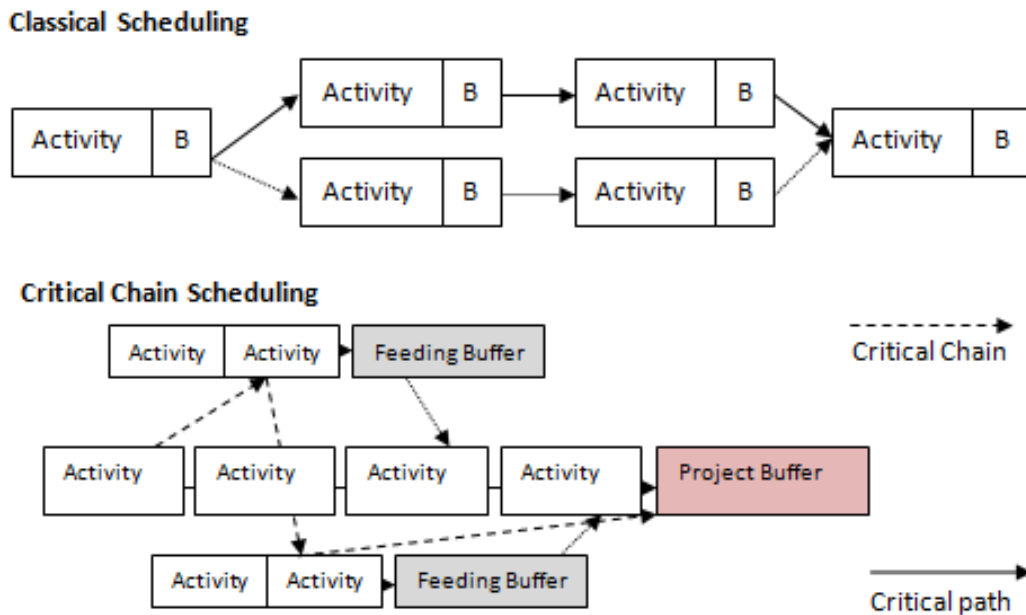 Classical Scheduling
Activity B
Activity B
Activity B
Activity B
Activity B
Activity B
Critical Chain Scheduling
Activity Activity Feeding Buffer
Critical Chain
Activity Activity Activity Activity Project Buffer
Activity Activity Feeding Buffer
Critical path